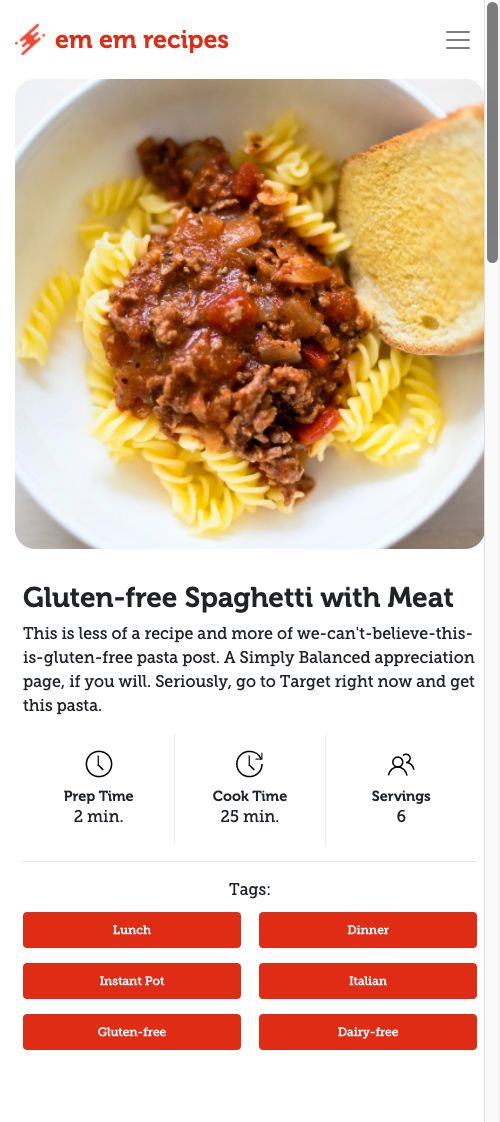 em em recipes
Gluten-free Spaghetti with Meat
This is less of a recipe and more of we-can't-believe-this-
is-gluten-free pasta post. A Simply Balanced appreciation
page, if you will. Seriously, go to Target right now and get
this pasta.
Prep Time
2 min.
Cook Time
25 min.
Servings
6
Tags:
Lunch
Dinner
Instant Pot
Italian
Gluten-free
Dairy-free